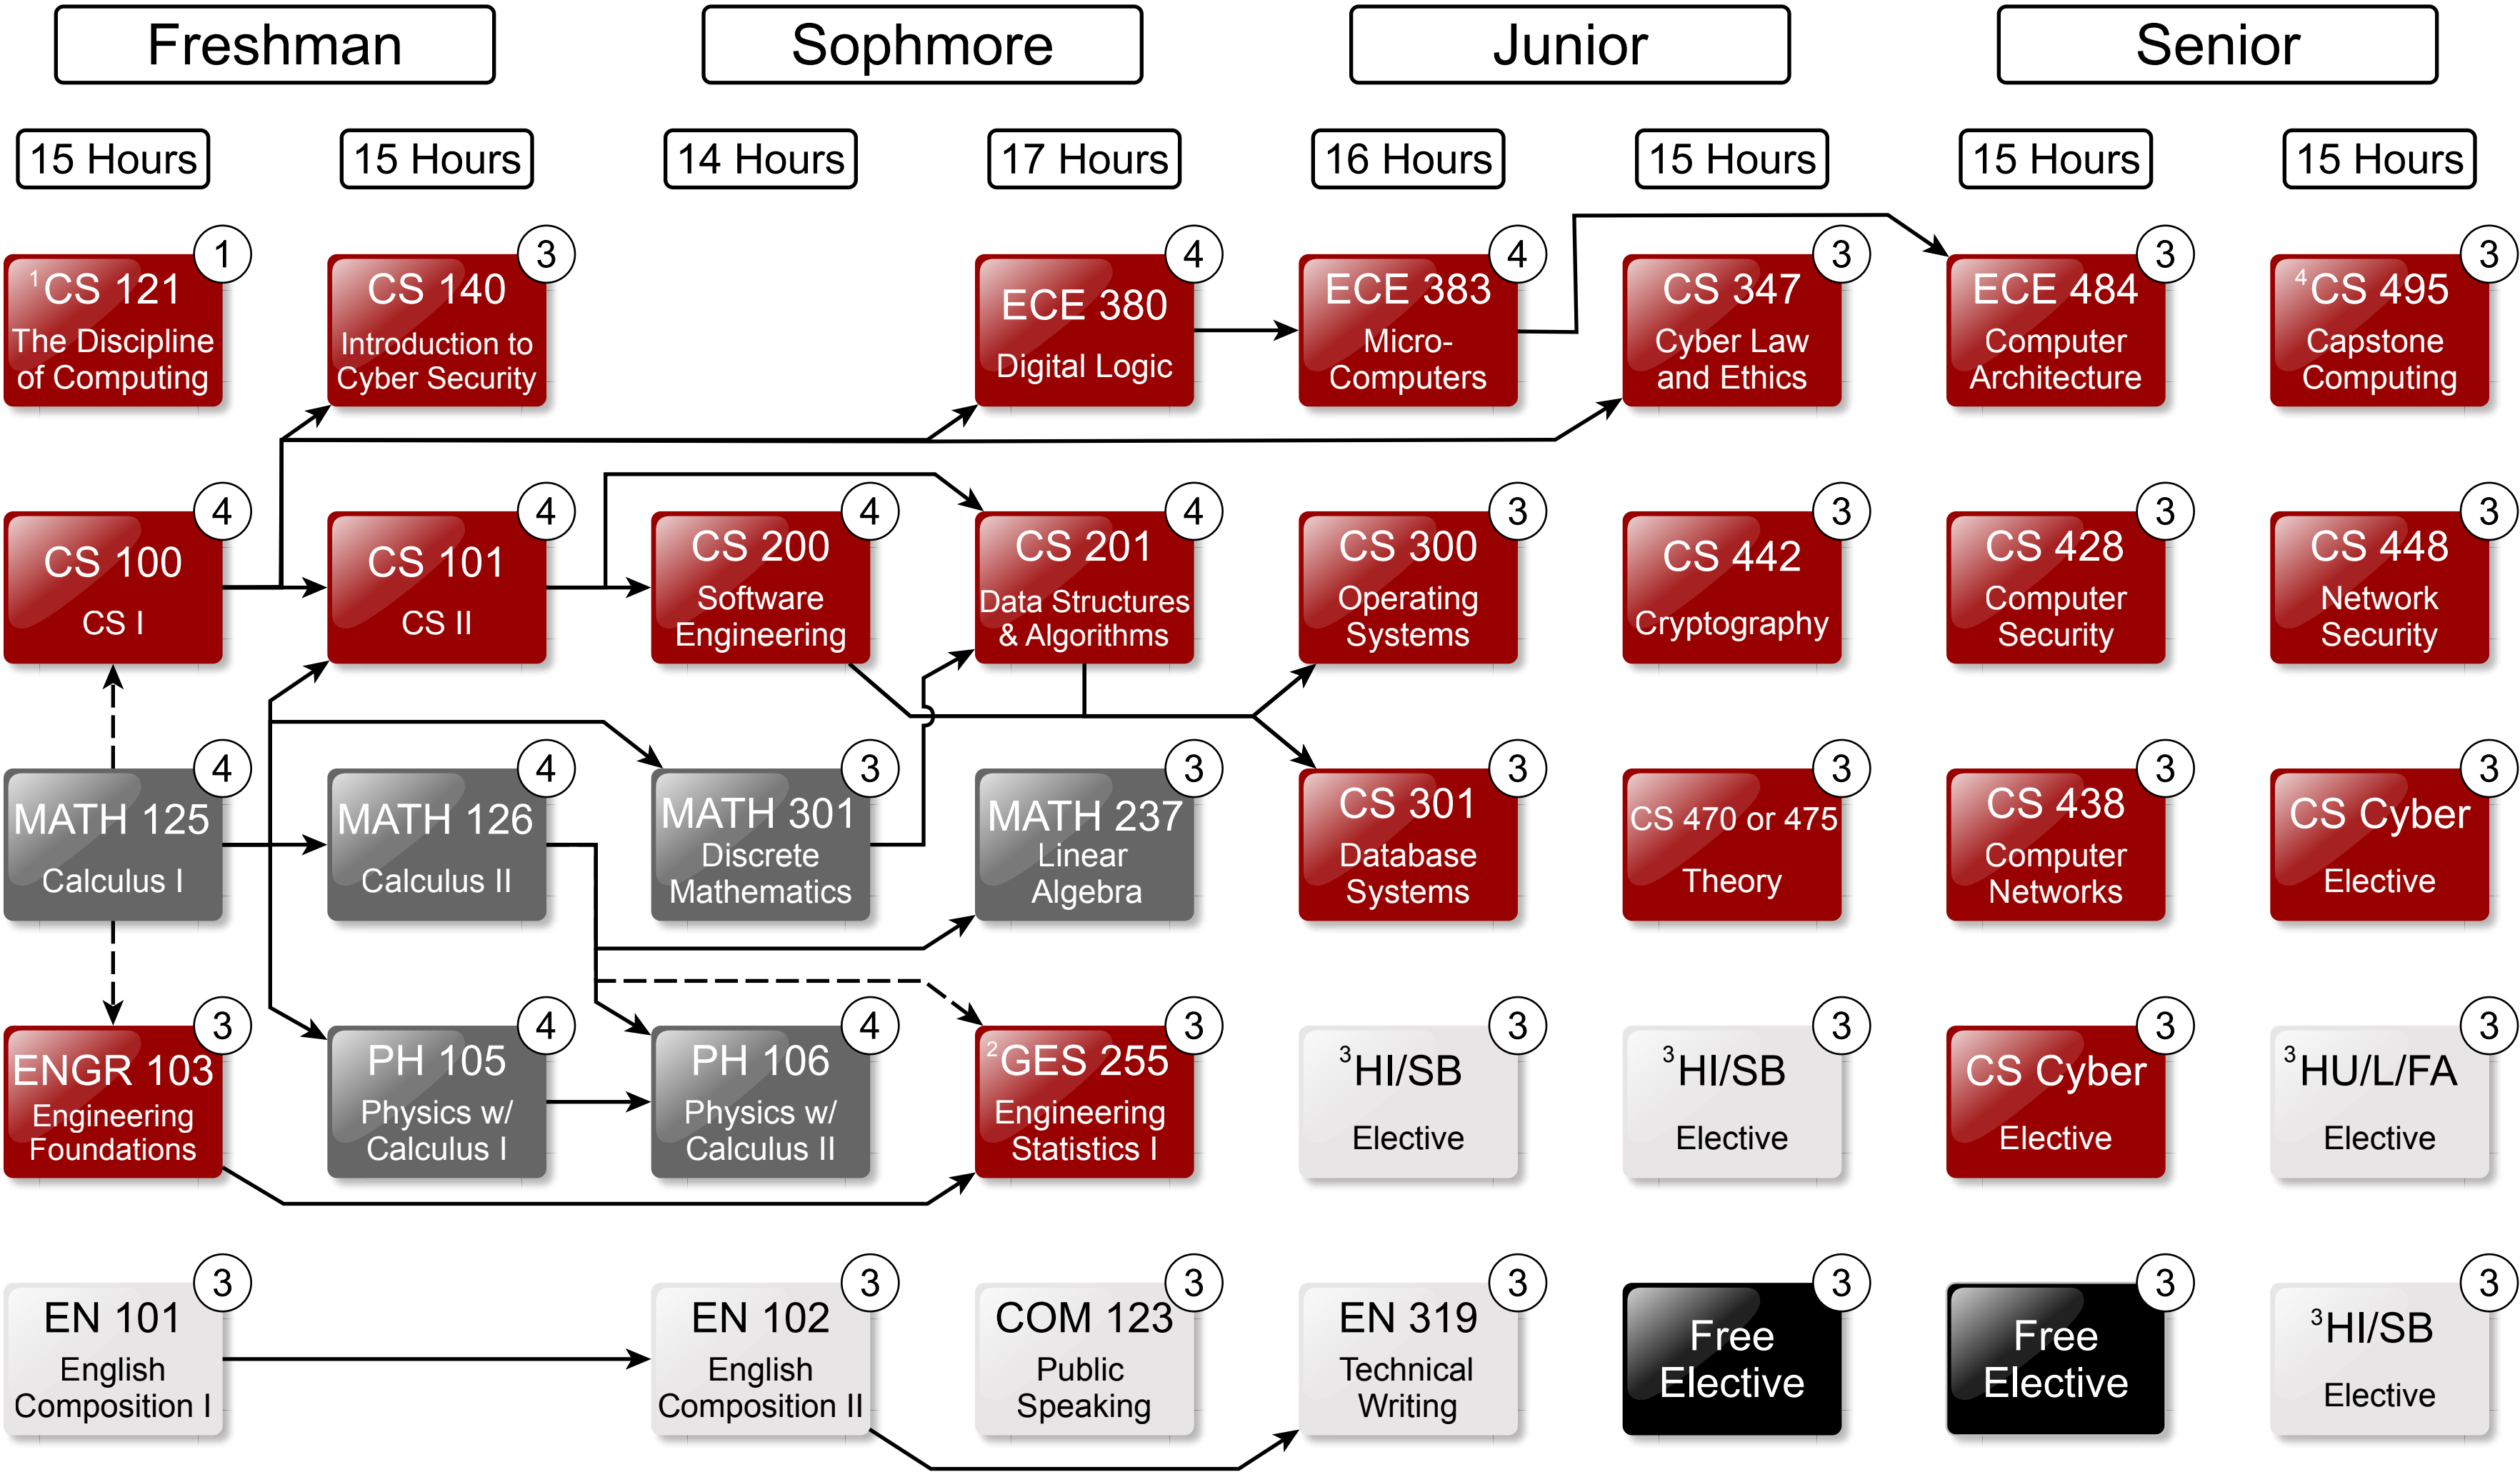 Freshman
Sophmore
Junior
Senior
15 Hours
15 Hours
14 Hours
17 Hours
16 Hours
15 Hours
15 Hours
15 Hours
1
¹CS 121
The Discipline
of Computing
3
CS 140
Introduction to
Cyber Security
4
ECE 380
Digital Logic
4
ECE 383
Micro-
Computers
3
CS 347
Cyber Law
and Ethics
3
ECE 484
Computer
Architecture
3
⁴CS 495
Capstone
Computing
4
CS 100
CS I
4
CS 101
CS II
4
CS 200
Software
Engineering
4
CS 201
Data Structures
& Algorithms
3
CS 300
Operating
Systems
3
CS 442
Cryptography
3
CS 428
Computer
Security
3
CS 448
Network
Security
4
MATH 125
Calculus I
4
MATH 126
Calculus II
3
MATH 301
Discrete
Mathematics
3
MATH 237
Linear
Algebra
3
CS 301
Database
Systems
3
CS 470 or 475
Theory
3
CS 438
Computer
Networks
3
CS Cyber
Elective
3
ENGR 103
Engineering
Foundations
4
PH 105
Physics w/
Calculus I
4
PH 106
Physics w/
Calculus II
3
²GES 255
Engineering
Statistics I
3
³HI/SB
Elective
3
³HI/SB
Elective
3
CS Cyber
Elective
3
³HU/L/FA
Elective
3
EN 101
English
Composition I
3
EN 102
English
Composition II
3
COM 123
Public
Speaking
3
EN 319
Technical
Writing
3
Free
Elective
3
Free
Elective
3
³HI/SB
Elective